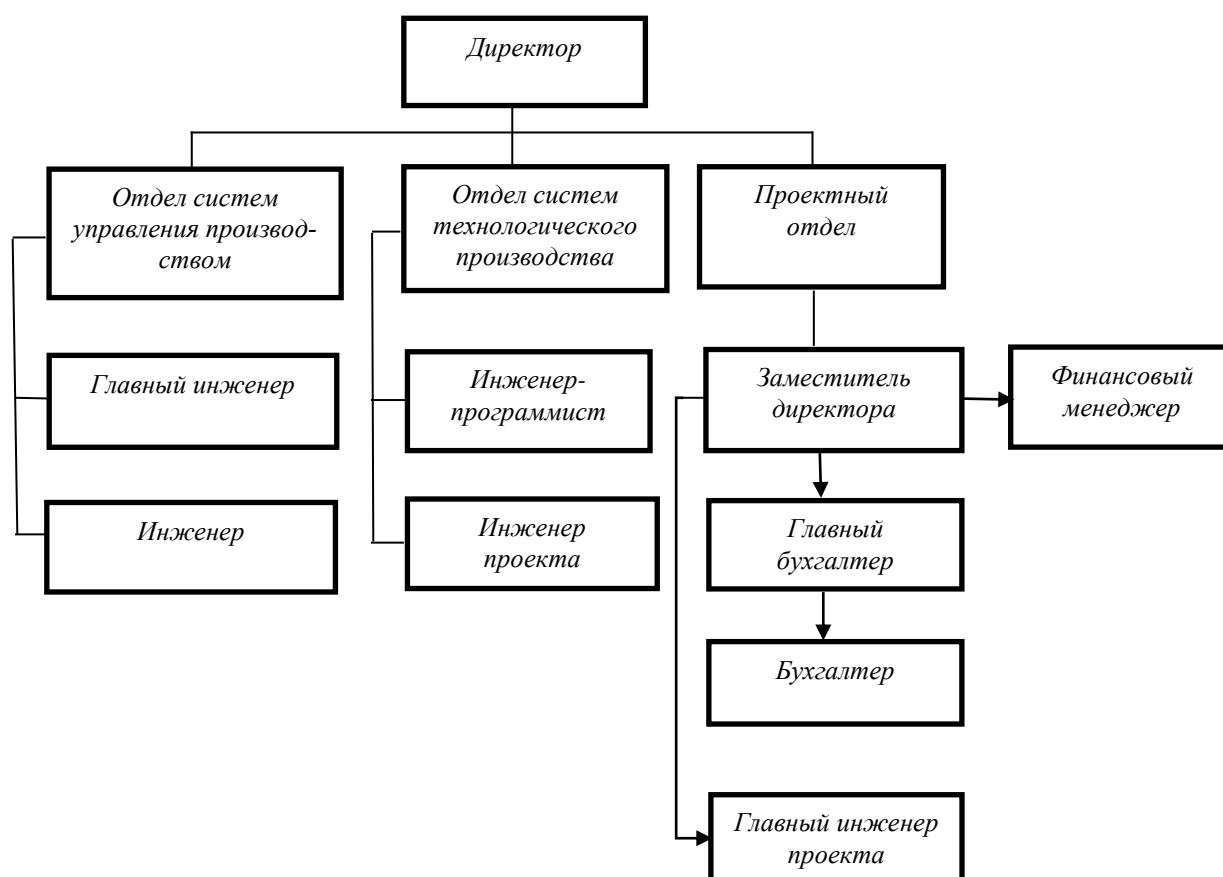 Директор
Отдел систем
управления производ-
ством
Отдел систем
технологического
производства
Проектный
отдел
Главный инженер
Инженер-
программист
Заместитель
директора
Финансовый
менеджер
Инженер
Инженер
проекта
Главный
бухгалтер
Бухгалтер
Главный инженер
проекта